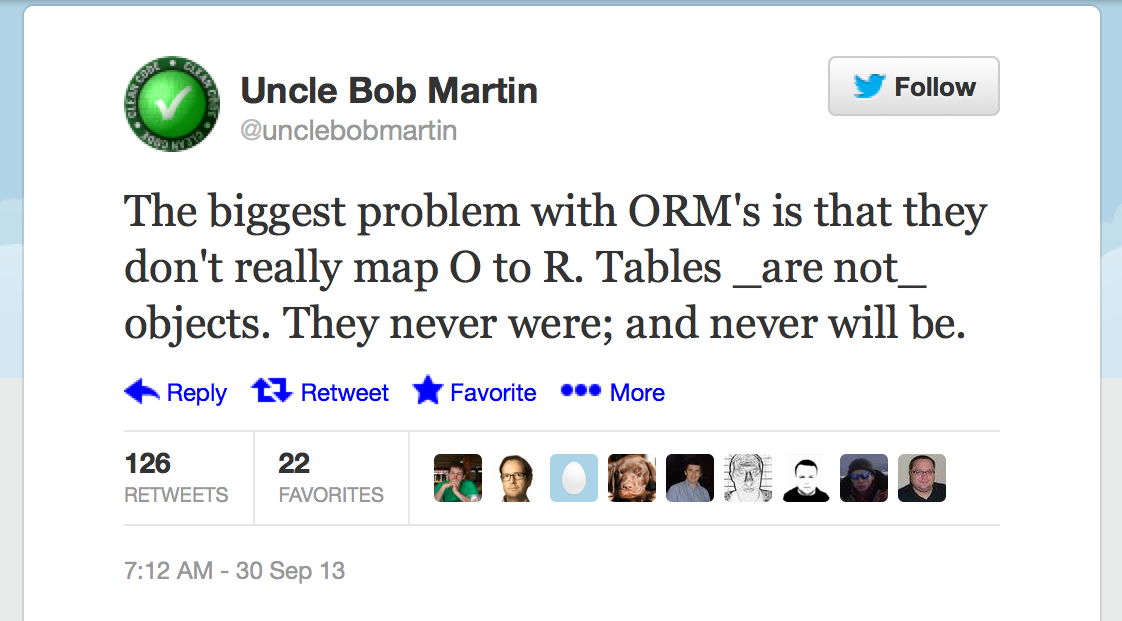 CLEAN CODE • CLEAN CODE • CLEAN CODE •
Uncle Bob Martin
@unclebobmartin
Follow
The biggest problem with ORM's is that they
don't really map O to R. Tables _are not_
objects. They never were; and never will be.
Reply Retweet Favorite More
126 22
RETWEETS FAVORITES
7:12 AM - 30 Sep 13